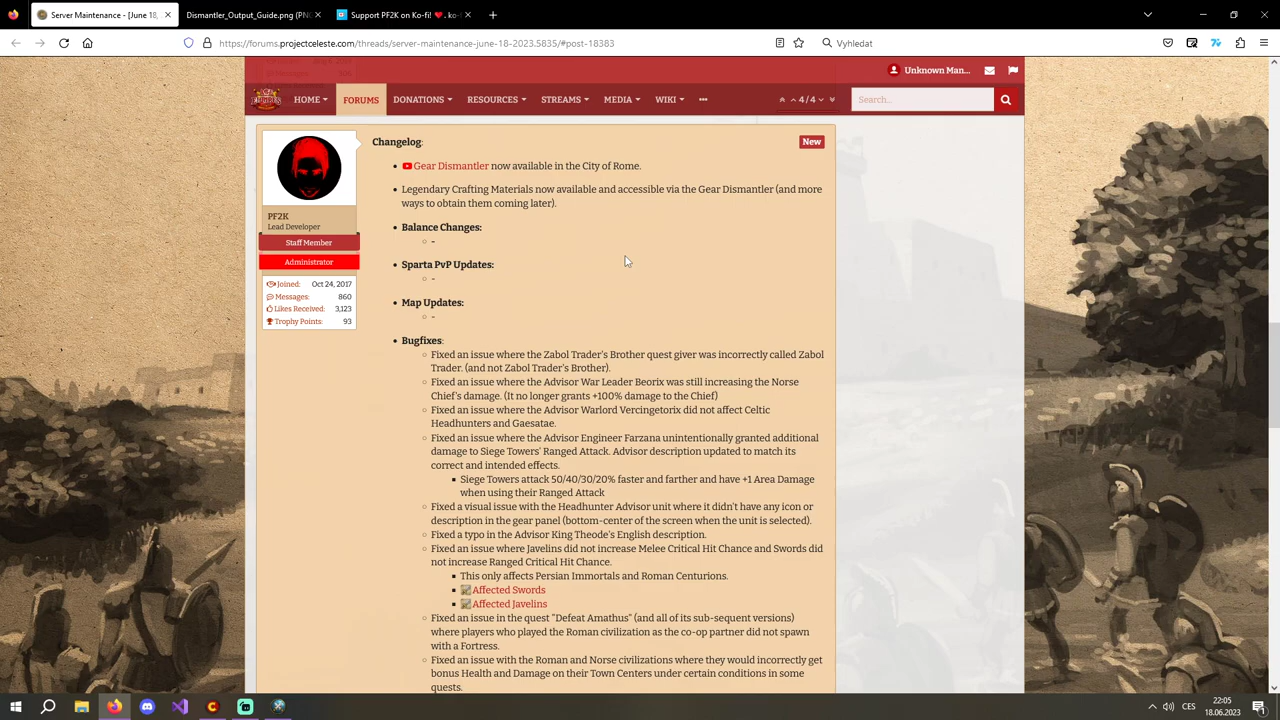 Server Maintenance - [June 18,
Dismantler_Output_Guide.png (PN
Support PF2K on Ko-fi! ❤. ko-
https://forums.projectceleste.com/threads/server-maintenance-june-18-2023.5835/#post-18383
Vyhledat
Unknown Man...
HOME
FORUMS
DONATIONS
RESOURCES
STREAMS
MEDIA
WIKI
•••
4/4
Search...
Changelog:
New
Gear Dismantler now available in the City of Rome.
Legendary Crafting Materials now available and accessible via the Gear Dismantler (and more
ways to obtain them coming later).
PF2K
Lead Developer
Staff Member
Administrator
Joined: Oct 24, 2017
Messages: 860
Likes Received: 3,123
Trophy Points: 93
Balance Changes:
-
Sparta PvP Updates:
-
Map Updates:
-
Bugfixes:
Fixed an issue where the Zabol Trader's Brother quest giver was incorrectly called Zabol
Trader. (and not Zabol Trader's Brother).
Fixed an issue where the Advisor War Leader Beorix was still increasing the Norse
Chief's damage. (It no longer grants +100% damage to the Chief)
Fixed an issue where the Advisor Warlord Vercingetorix did not affect Celtic
Headhunters and Gaesatae.
Fixed an issue where the Advisor Engineer Farzana unintentionally granted additional
damage to Siege Towers' Ranged Attack. Advisor description updated to match its
correct and intended effects.
Siege Towers attack 50/40/30/20% faster and farther and have +1 Area Damage
when using their Ranged Attack
Fixed a visual issue with the Headhunter Advisor unit where it didn't have any icon or
description in the gear panel (bottom-center of the screen when the unit is selected).
Fixed a typo in the Advisor King Theode's English description.
Fixed an issue where Javelins did not increase Melee Critical Hit Chance and Swords did
not increase Ranged Critical Hit Chance.
This only affects Persian Immortals and Roman Centurions.
Affected Swords
Affected Javelins
Fixed an issue in the quest "Defeat Amathus" (and all of its sub-sequent versions)
where players who played the Roman civilization as the co-op partner did not spawn
with a Fortress.
Fixed an issue with the Roman and Norse civilizations where they would incorrectly get
bonus Health and Damage on their Town Centers under certain conditions in some
quests.
CES
22:05
18.06.2023